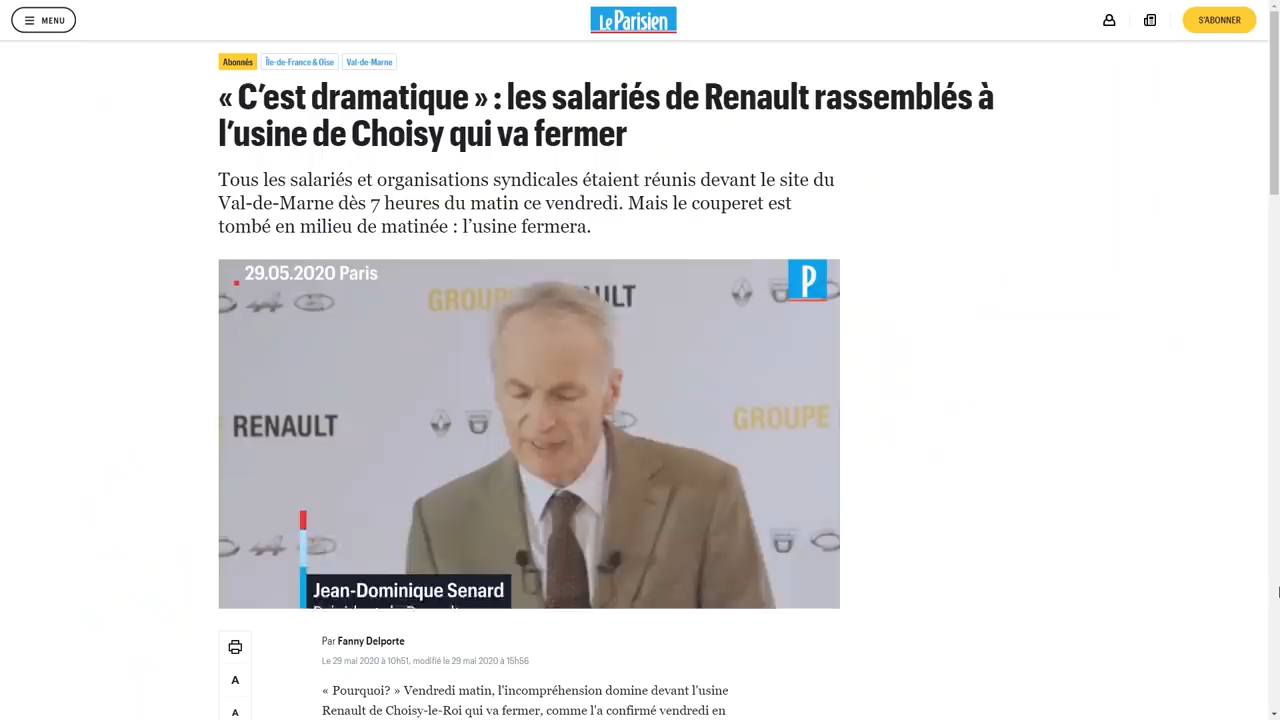 MENU
Le Parisien
S'ABONNER
Abonnés
Île-de-France & Oise
Val-de-Marne
« C’est dramatique » : les salariés de Renault rassemblés à
l’usine de Choisy qui va fermer
Tous les salariés et organisations syndicales étaient réunis devant le site du
Val-de-Marne dès 7 heures du matin ce vendredi. Mais le couperet est
tombé en milieu de matinée : l’usine fermera.
29.05.2020 Paris
P
RENAULT
GROUPE
Jean-Dominique Senard
Par Fanny Delporte
Le 29 mai 2020 à 10h51, modifié le 29 mai 2020 à 15h56
A
« Pourquoi? » Vendredi matin, l'incompréhension domine devant l'usine
A
Renault de Choisy-le-Roi qui va fermer, comme l'a confirmé vendredi en